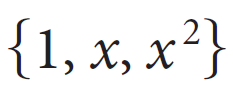 {1, x, x²}